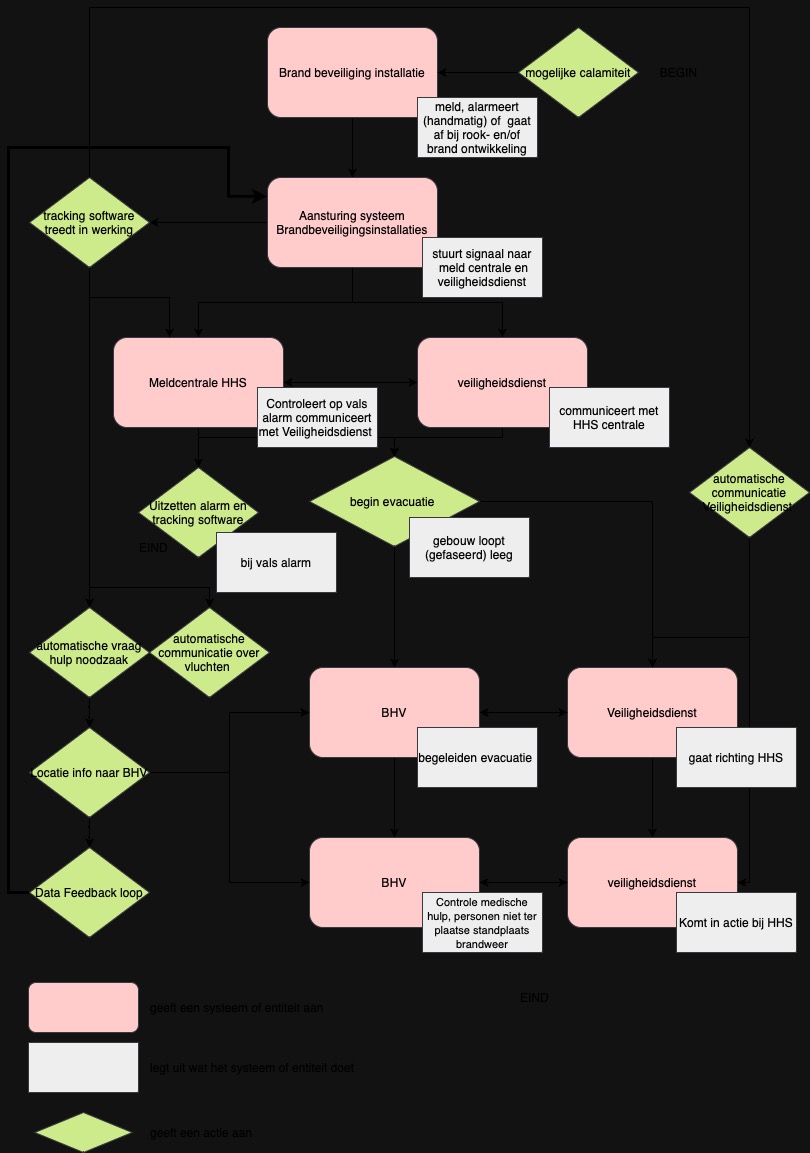 Brand beveiliging installatie
mogelijke calamiteit
BEGIN
meld, alarmeert
(handmatig) of gaat
af bij rook- en/of
brand ontwikkeling
tracking software
treedt in werking
Aansturing systeem
Brandbeveiligingsinstallaties
stuurt signaal naar
meld centrale en
veiligheidsdienst
Meldcentrale HHS
veiligheidsdienst
Controleert op vals
alarm communiceert
met Veiligheidsdienst
communiceert met
HHS centrale
automatische
communicatie
Veiligheidsdienst
Uitzetten alarm en
tracking software
begin evacuatie
EIND
gebouw loopt
(gefaseerd) leeg
bij vals alarm
automatische vraag
hulp noodzaak
automatische
communicatie over
vluchten
BHV
Veiligheidsdienst
begeleiden evacuatie
gaat richting HHS
Locatie info naar BHV
Data Feedback loop
BHV
veiligheidsdienst
Controle medische
hulp, personen niet ter
plaatse standplaats
brandweer
Komt in actie bij HHS
EIND
geeft een systeem of entiteit aan
legt uit wat het systeem of entiteit doet
geeft een actie aan